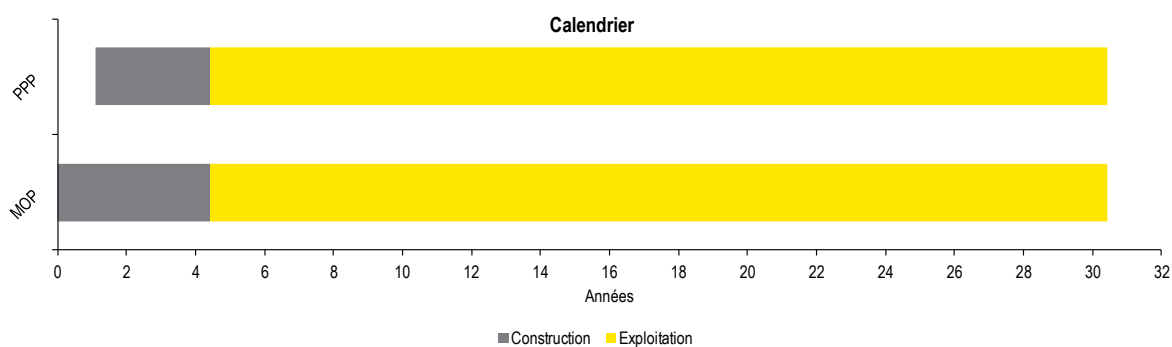 Calendrier
PPP
MOP
0 2 4 6 8 10 12 14 16 18 20 22 24 26 28 30 32
Années
Construction Exploitation